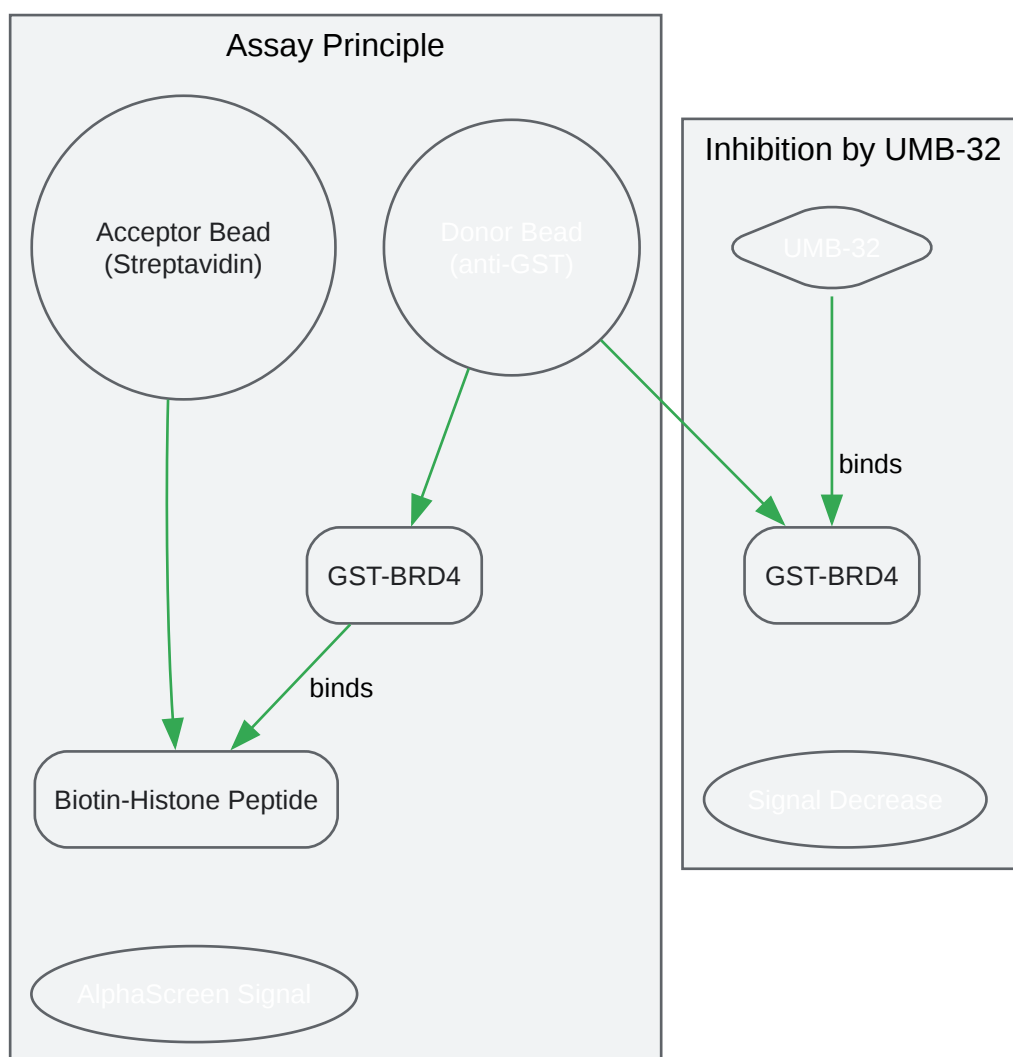 Assay Principle
Acceptor Bead
(Streptavidin)
Donor Bead
(anti-GST)
GST-BRD4
binds
Biotin-Histone Peptide
AlphaScreen Signal
Inhibition by UMB-32
UMB-32
binds
GST-BRD4
Signal Decrease